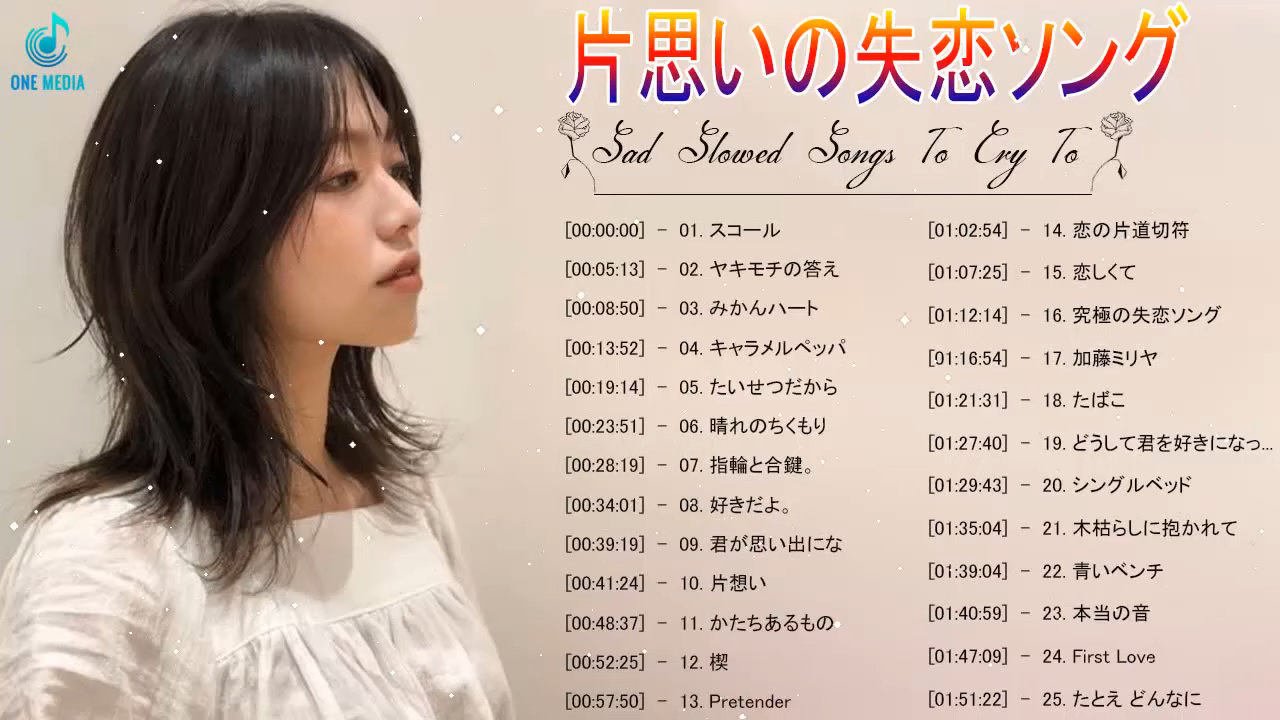 ONE MEDIA
片思いの失恋ソング
Sad Slowed Songs To Cry To
[00:00:00] - 01. スコール
[00:05:13] - 02. ヤキモチの答え
[00:08:50] - 03. みかんハート
[00:13:52] - 04. キャラメルペッパ
[00:19:14] - 05. たいせつだから
[00:23:51] - 06. 晴れのちくもり
[00:28:19] - 07. 指輪と合鍵。
[00:34:01] - 08. 好きだよ。
[00:39:19] - 09. 君が思い出にな
[00:41:24] - 10. 片想い
[00:48:37] - 11. かたちあるもの
[00:52:25] - 12. 楔
[00:57:50] - 13. Pretender
[01:02:54] - 14. 恋の片道切符
[01:07:25] - 15. 恋しくて
[01:12:14] - 16. 究極の失恋ソング
[01:16:54] - 17. 加藤ミリヤ
[01:21:31] - 18. たばこ
[01:27:40] - 19. どうして君を好きになっ...
[01:29:43] - 20. シングルベッド
[01:35:04] - 21. 木枯らしに抱かれて
[01:39:04] - 22. 青いベンチ
[01:40:59] - 23. 本当の音
[01:47:09] - 24. First Love
[01:51:22] - 25. たとえ どんなに